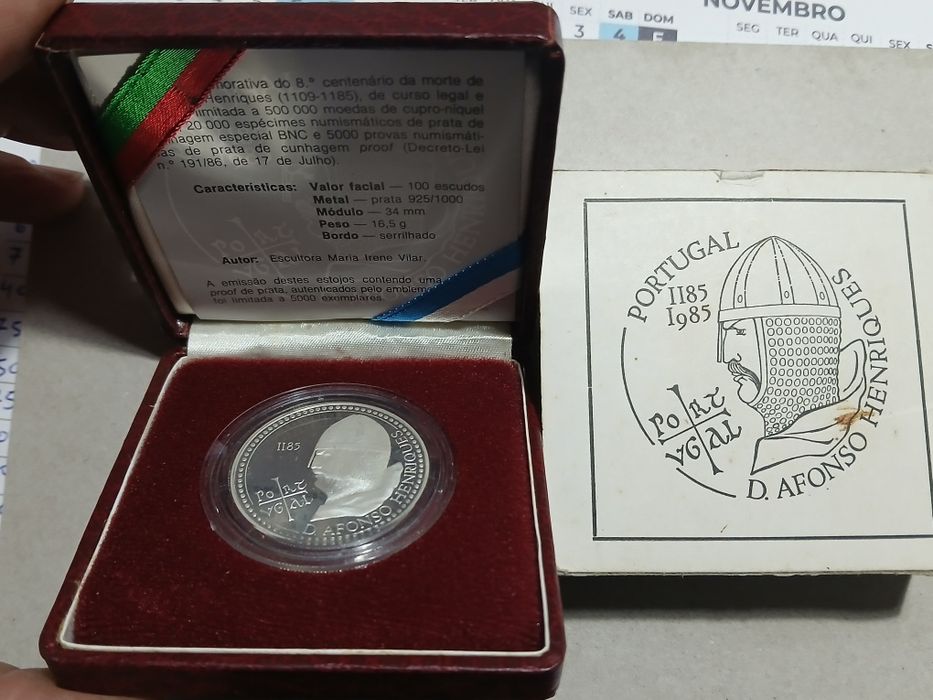 NOVEMBRO
SEX SAB DOM
3 4 5
SEG TER QUA QUI SEX
morativa do 8.º centenário da morte de
Henriques (1109-1185), de curso legal e
limitada a 500 000 moedas de cupro-níquel
20 000 espécimes numismáticos de prata de
nhagem especial BNC e 5000 provas numismáti-
as de prata de cunhagem proof (Decreto-Lei
n.º 191/86, de 17 de Julho).
Características: Valor facial — 100 escudos
Metal — prata 925/1000
Módulo — 34 mm
Peso — 16,5 g
Bordo — serrilhado
Autor: Escultora Maria Irene Vilar.
A emissão destes estojos contendo uma
proof de prata, autenticados pelo emblem
foi limitada a 5000 exemplares.
1185
PORTVGAL
D. AFONSO HENRIQUES
PORTUGAL
1185
1985
PORTVGAL
D. AFONSO HENRIQUES